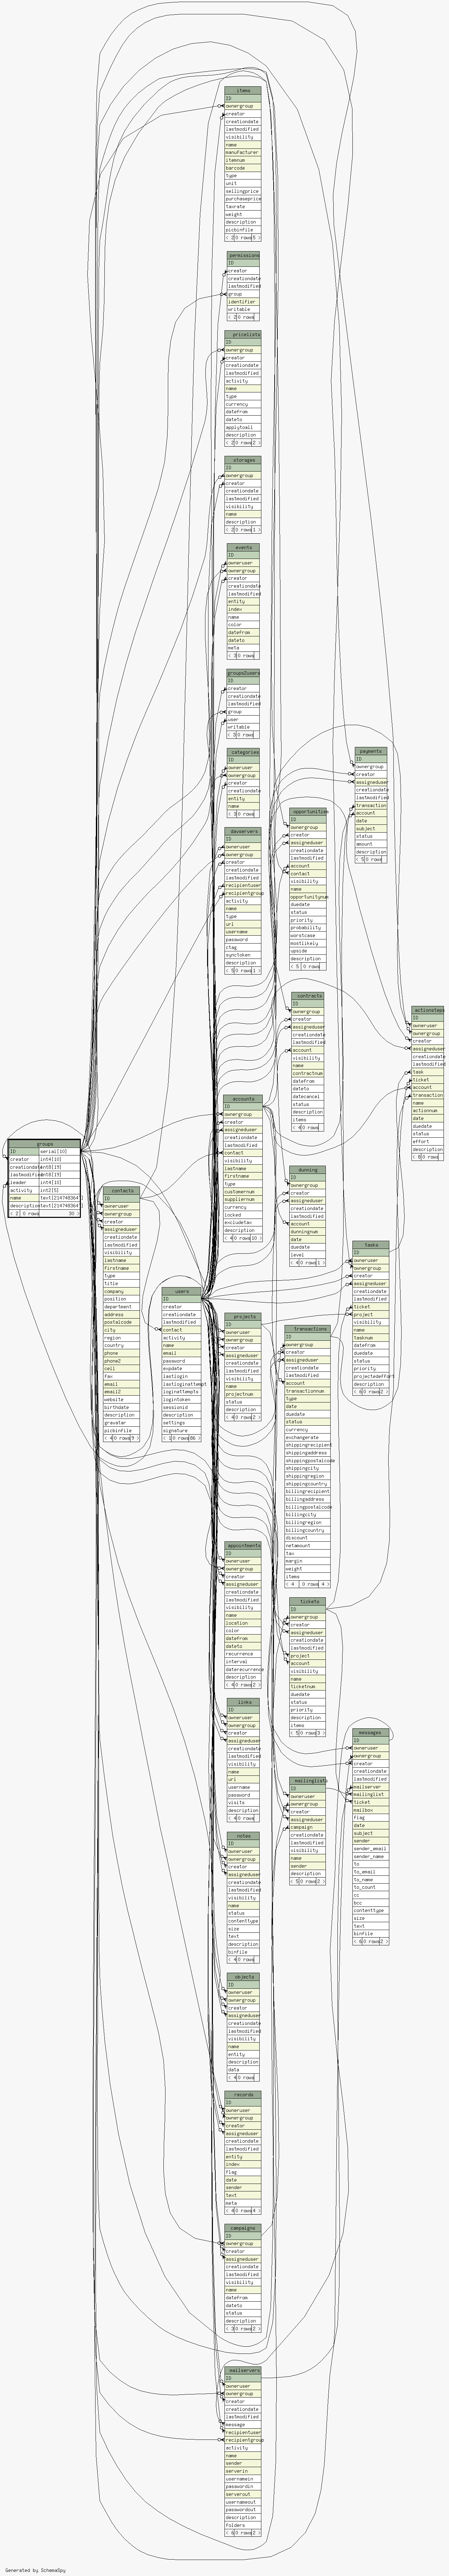 items
ID
ownergroup
creator
creationdate
lastmodified
visibility
name
manufacturer
itemnum
barcode
type
unit
sellingprice
purchaseprice
taxrate
weight
description
picbinfile
< 2 0 rows 5 >
permissions
ID
creator
creationdate
lastmodified
group
identifier
writable
< 2 0 rows
pricelists
ID
ownergroup
creator
creationdate
lastmodified
activity
name
type
currency
datefrom
dateto
applytoall
description
< 2 0 rows 2 >
storages
ID
ownergroup
creator
creationdate
lastmodified
visibility
name
description
< 2 0 rows 1 >
events
ID
owneruser
ownergroup
creator
creationdate
lastmodified
entity
index
name
color
datefrom
dateto
meta
< 3 0 rows
groups2users
ID
creator
creationdate
lastmodified
group
user
writable
< 3 0 rows
categories
ID
owneruser
ownergroup
creator
creationdate
entity
name
< 3 0 rows
davservers
ID
owneruser
ownergroup
creator
creationdate
lastmodified
recipientuser
recipientgroup
activity
name
type
uri
username
password
ctag
synctoken
description
< 5 0 rows 1 >
payments
ID
ownergroup
creator
assigneduser
creationdate
lastmodified
transaction
account
date
subject
status
amount
description
< 5 0 rows
opportunities
ID
ownergroup
creator
assigneduser
creationdate
lastmodified
account
contact
visibility
name
opportunitynum
duedate
status
priority
probability
worstcase
mostlikely
upside
description
< 5 0 rows
contracts
ID
ownergroup
creator
assigneduser
creationdate
lastmodified
account
visibility
name
contractnum
datefrom
dateto
datecancel
status
description
items
< 4 0 rows
actionsteps
ID
owneruser
ownergroup
creator
assigneduser
creationdate
lastmodified
task
ticket
account
transaction
name
actionnum
date
duedate
status
effort
description
< 8 0 rows
accounts
ID
ownergroup
creator
assigneduser
creationdate
lastmodified
contact
visibility
lastname
firstname
type
customernum
suppliernum
currency
locked
excludetax
description
< 4 0 rows 10 >
groups
ID serial[10]
creator int4[10]
creationdate int8[19]
lastmodified int8[19]
leader int4[10]
activity int2[5]
name text[2147483647]
description text[2147483647]
< 2 0 rows 30 >
contacts
ID
owneruser
ownergroup
creator
assigneduser
creationdate
lastmodified
visibility
lastname
firstname
type
title
company
position
department
address
postalcode
city
region
country
phone
phone2
cell
fax
email
email2
website
birthdate
description
gravatar
picbinfile
< 4 0 rows 9 >
dunning
ID
ownergroup
creator
assigneduser
creationdate
lastmodified
account
dunningnum
date
duedate
level
< 4 0 rows 1 >
users
ID
creator
creationdate
lastmodified
contact
activity
name
email
password
expdate
lastlogin
lastloginattempt
loginattempts
logintoken
sessionid
description
settings
signature
< 1 0 rows 86 >
tasks
ID
owneruser
ownergroup
creator
assigneduser
creationdate
lastmodified
ticket
project
visibility
name
tasknum
datefrom
duedate
status
priority
projectedeffort
description
< 6 0 rows 2 >
projects
ID
owneruser
ownergroup
creator
assigneduser
creationdate
lastmodified
visibility
name
projectnum
status
description
< 4 0 rows 2 >
transactions
ID
ownergroup
creator
assigneduser
creationdate
lastmodified
account
transactionnum
type
date
duedate
status
currency
exchangerate
shippingrecipient
shippingaddress
shippingpostalcode
shippingcity
shippingregion
shippingcountry
billingrecipient
billingaddress
billingpostalcode
billingcity
billingregion
billingcountry
discount
netamount
tax
margin
weight
items
< 4 0 rows 4 >
appointments
ID
owneruser
ownergroup
creator
assigneduser
creationdate
lastmodified
visibility
name
location
color
datefrom
dateto
recurrence
interval
daterecurrence
description
< 4 0 rows 2 >
tickets
ID
ownergroup
creator
assigneduser
creationdate
lastmodified
project
account
visibility
name
ticketnum
duedate
status
priority
description
items
< 5 0 rows 3 >
links
ID
owneruser
ownergroup
creator
assigneduser
creationdate
lastmodified
visibility
name
url
username
password
visits
description
< 4 0 rows
messages
ID
owneruser
ownergroup
creator
creationdate
lastmodified
mailserver
mailinglist
ticket
mailbox
flag
date
subject
sender
sender_email
sender_name
to
to_email
to_name
to_count
cc
bcc
contenttype
size
text
binfile
< 6 0 rows 2 >
mailinglists
ID
owneruser
ownergroup
creator
assigneduser
campaign
creationdate
lastmodified
visibility
name
sender
description
< 5 0 rows 2 >
notes
ID
owneruser
ownergroup
creator
assigneduser
creationdate
lastmodified
visibility
name
status
contenttype
size
text
description
binfile
< 4 0 rows
objects
ID
owneruser
ownergroup
creator
assigneduser
creationdate
lastmodified
visibility
name
entity
description
data
< 4 0 rows
records
ID
owneruser
ownergroup
creator
assigneduser
creationdate
lastmodified
entity
index
flag
date
sender
text
meta
< 4 0 rows 4 >
campaigns
ID
ownergroup
creator
assigneduser
creationdate
lastmodified
visibility
name
datefrom
dateto
status
description
< 3 0 rows 2 >
mailservers
ID
owneruser
ownergroup
creator
creationdate
lastmodified
message
recipientuser
recipientgroup
activity
name
sender
serverin
usernamein
passwordin
serverout
usernameout
passwordout
description
folders
< 6 0 rows 2 >
Generated by SchemaSpy